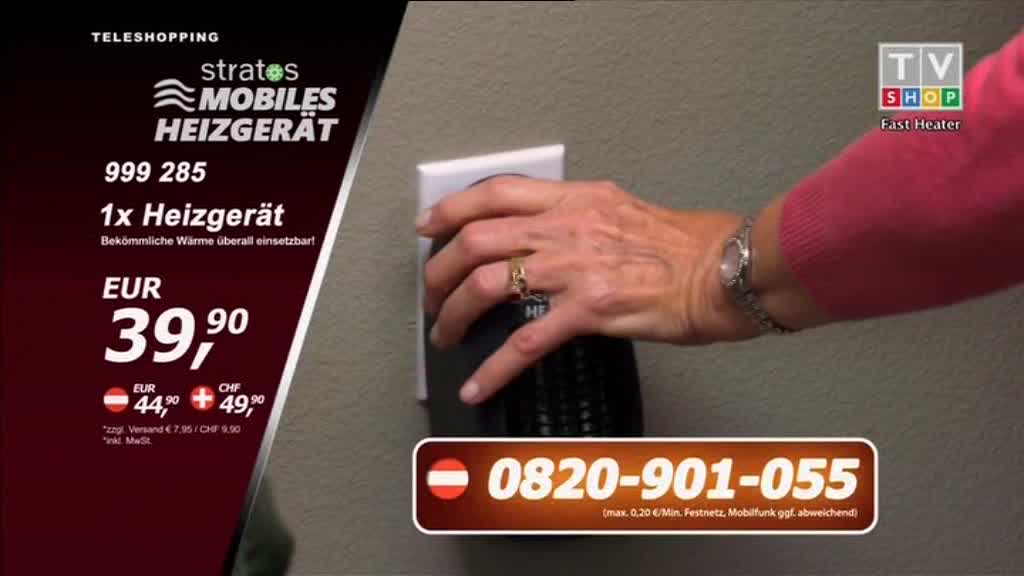 TELESHOPPING
stratos
MOBILES
HEIZGERÄT
999 285
1x Heizgerät
Bekömmliche Wärme überall einsetzbar!
EUR
39,90
EUR
44,90
CHF
49,90
*zzgl. Versand € 7,95 / CHF 9,90
*inkl. MwSt.
TV
SHOP
Fast Heater
HE
0820-901-055
(max. 0,20 €/Min. Festnetz, Mobilfunk ggf. abweichend)